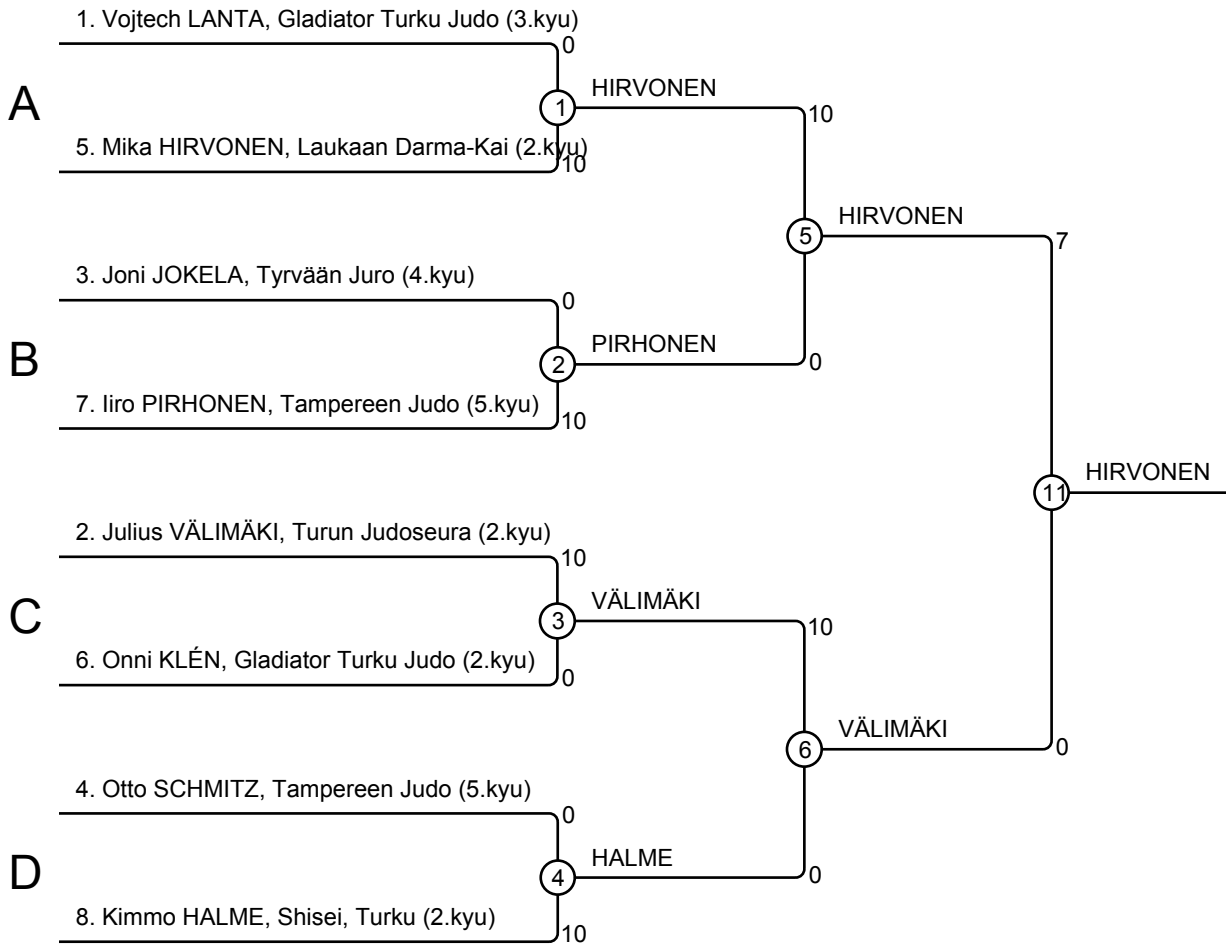 1. Vojtech LANTA, Gladiator Turku Judo (3.kyu)
0
A
1
HIRVONEN
10
5. Mika HIRVONEN, Laukaan Darma-Kai (2.kyu)
10
5
HIRVONEN
7
3. Joni JOKELA, Tyrvään Juro (4.kyu)
0
B
2
PIRHONEN
0
7. Iiro PIRHONEN, Tampereen Judo (5.kyu)
10
11
HIRVONEN
2. Julius VÄLIMÄKI, Turun Judoseura (2.kyu)
10
C
3
VÄLIMÄKI
10
6. Onni KLÉN, Gladiator Turku Judo (2.kyu)
0
6
VÄLIMÄKI
0
4. Otto SCHMITZ, Tampereen Judo (5.kyu)
0
D
4
HALME
0
8. Kimmo HALME, Shisei, Turku (2.kyu)
10